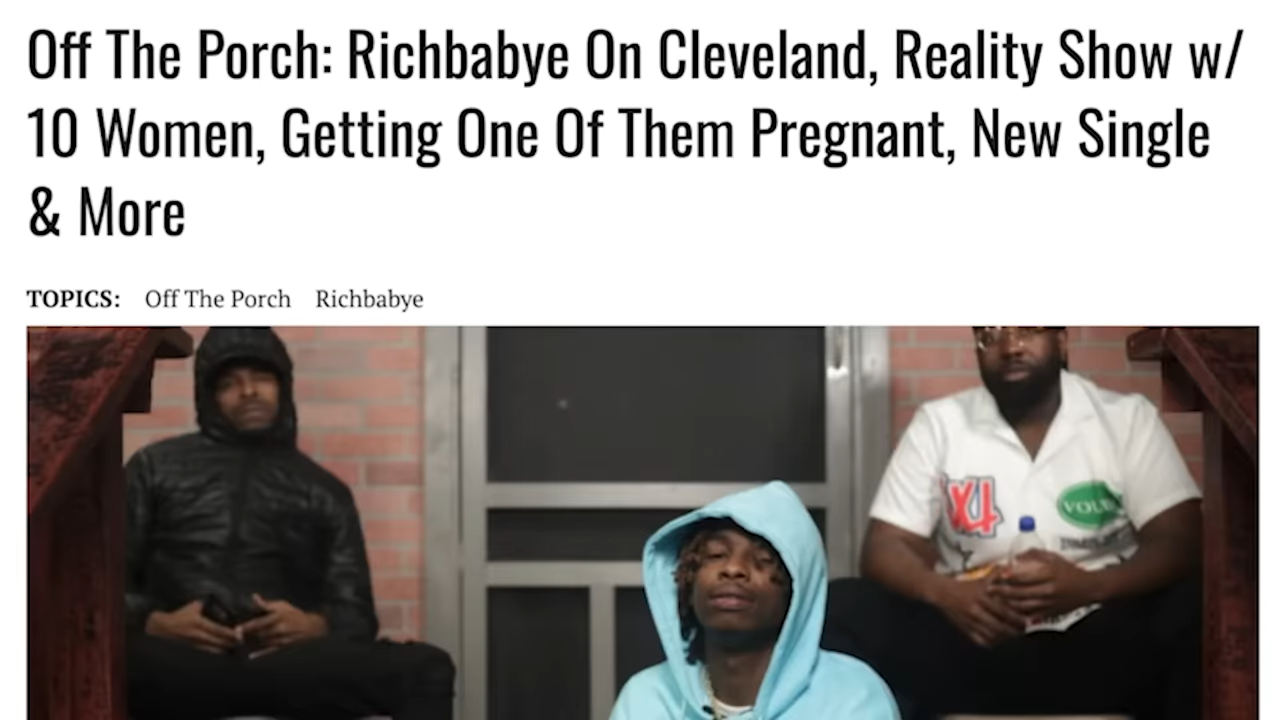 Off The Porch: Richbabye On Cleveland, Reality Show w/
10 Women, Getting One Of Them Pregnant, New Single
& More
TOPICS: Off The Porch Richbabye